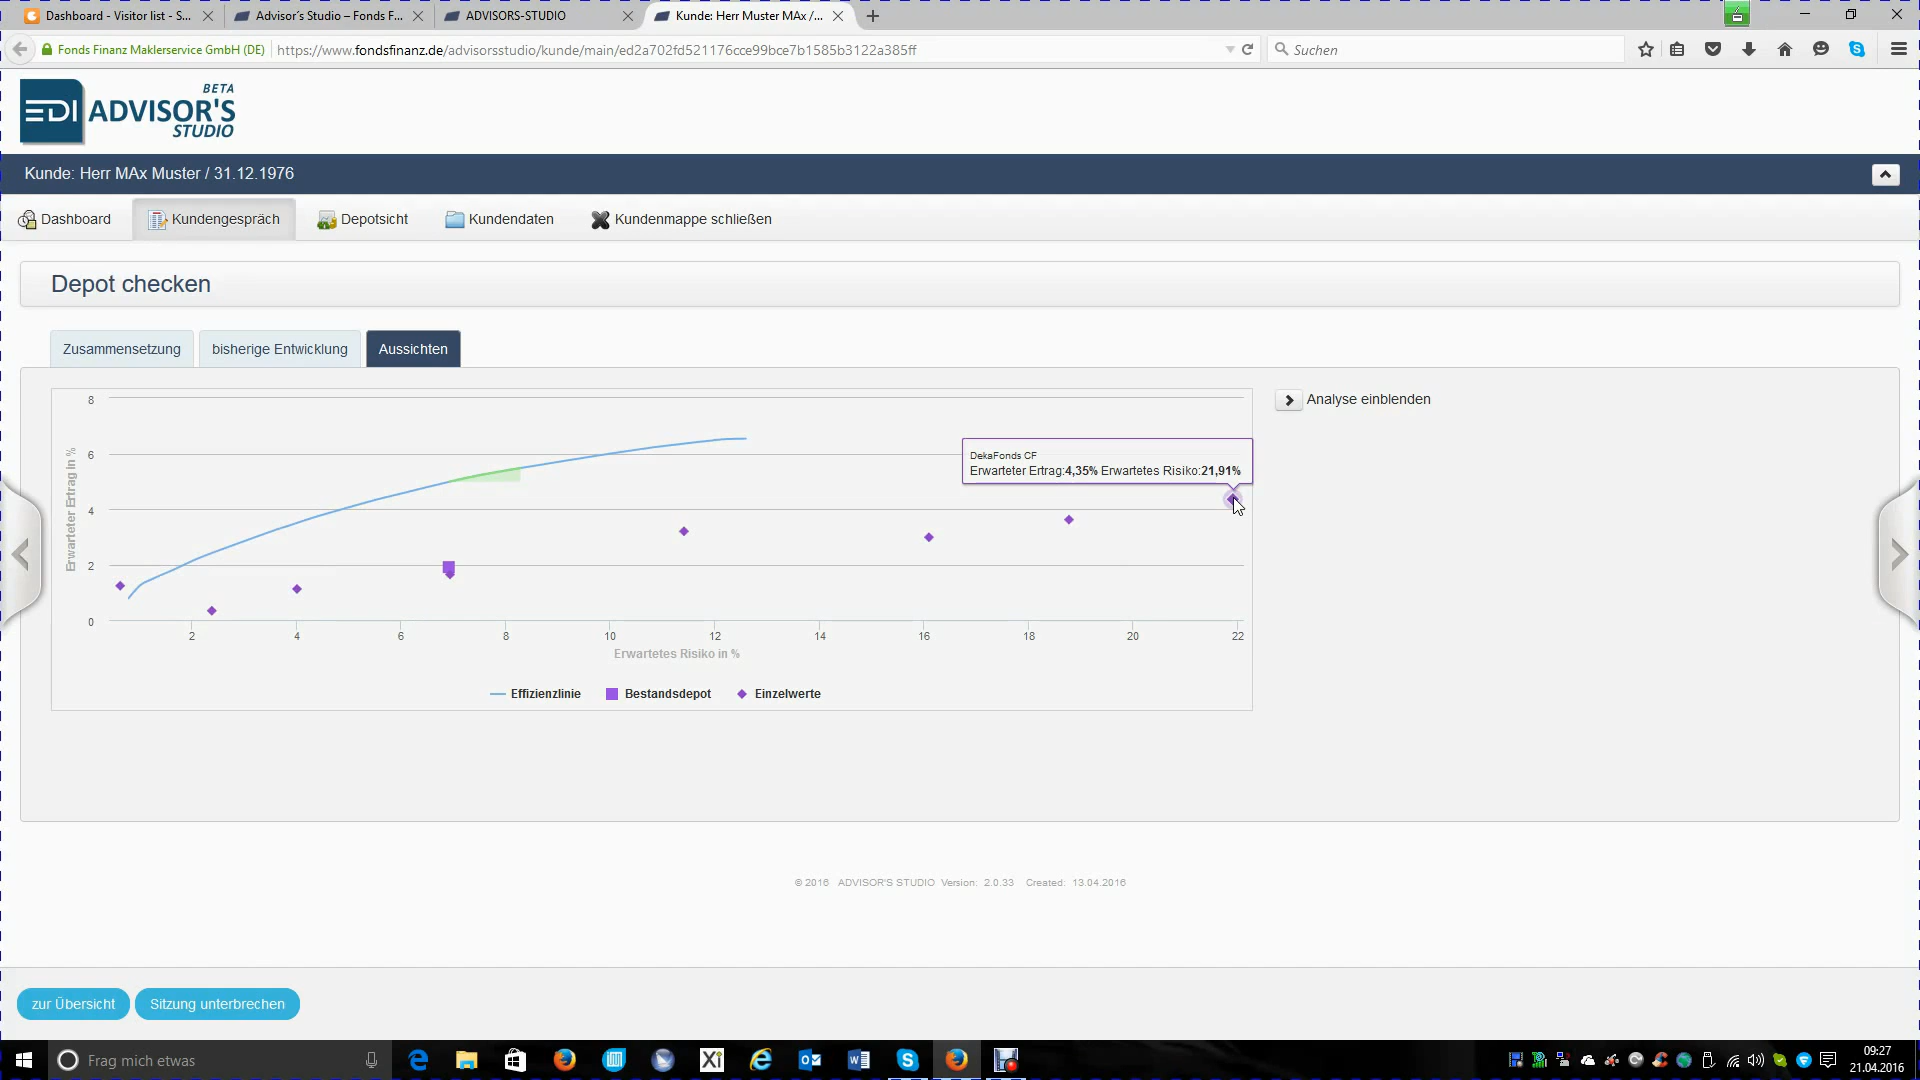 Dashboard - Visitor list - S...
Advisor´s Studio – Fonds F...
ADVISORS-STUDIO
Kunde: Herr Muster MAx /...
Fonds Finanz Maklerservice GmbH (DE)
https://www.fondsfinanz.de/advisorsstudio/kunde/main/ed2a702fd521176cce99bce7b1585b3122a385ff
Suchen
EDI ADVISOR'S STUDIO BETA
Kunde: Herr MAx Muster / 31.12.1976
Dashboard
Kundengespräch
Depotsicht
Kundendaten
Kundenmappe schließen
Depot checken
Zusammensetzung
bisherige Entwicklung
Aussichten
Analyse einblenden
Erwarteter Ertrag in %
8
6
4
2
0
DekaFonds CF
Erwarteter Ertrag:4,35% Erwartetes Risiko:21,91%
2 4 6 8 10 12 14 16 18 20 22
Erwartetes Risiko in %
Effizienzlinie
Bestandsdepot
Einzelwerte
© 2016 ADVISOR'S STUDIO Version: 2.0.33 Created: 13.04.2016
zur Übersicht
Sitzung unterbrechen
Frag mich etwas
Xi
09:27
21.04.2016